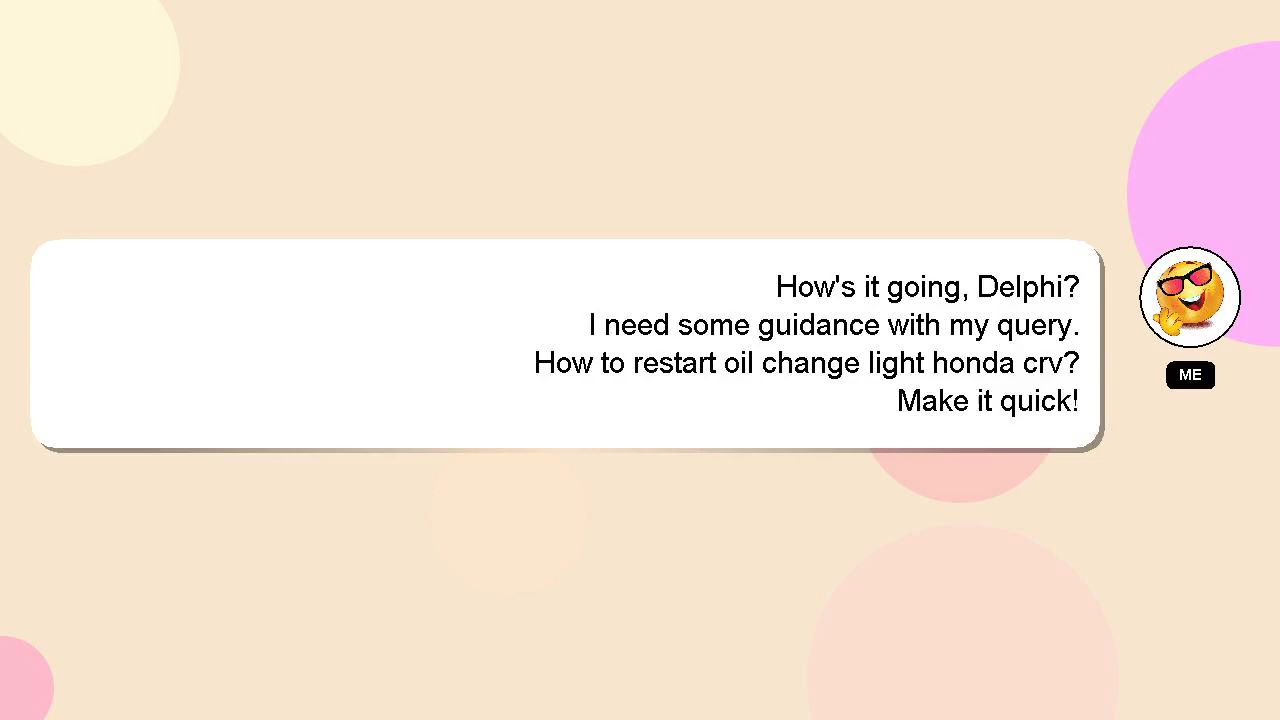 How's it going, Delphi?
I need some guidance with my query.
How to restart oil change light honda crv?
Make it quick!
ME